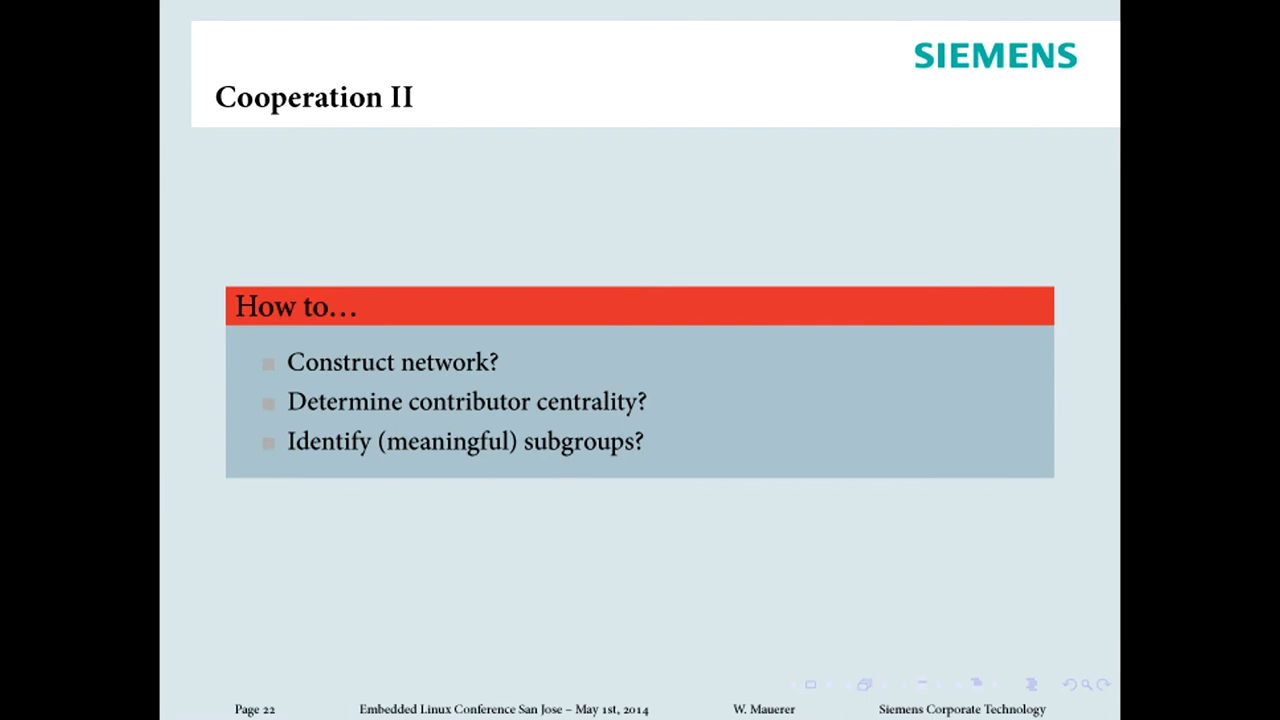 SIEMENS
Cooperation II
How to…
Construct network?
Determine contributor centrality?
Identify (meaningful) subgroups?
Page 22 Embedded Linux Conference San Jose – May 1st, 2014 W. Mauerer Siemens Corporate Technology